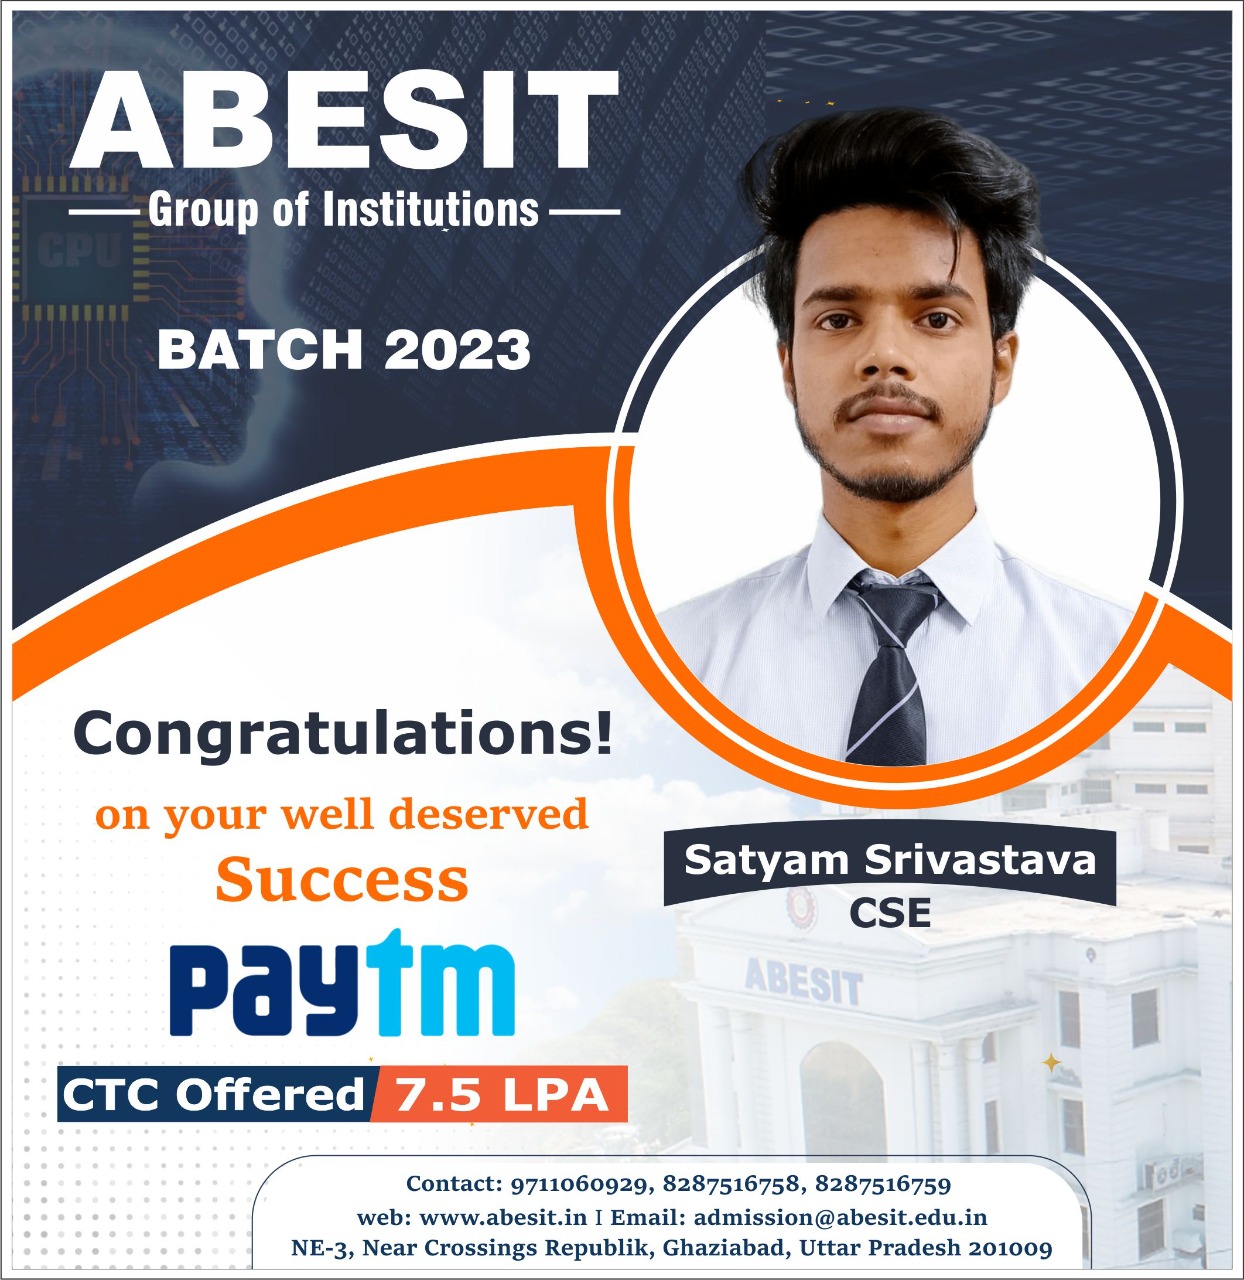 ABESIT
Group of Institutions
CPU
BATCH 2023
Congratulations!
on your well deserved
Success
paytm
CTC Offered 7.5 LPA
Satyam Srivastava
CSE
ABESIT
Contact: 9711060929, 8287516758, 8287516759
web: www.abesit.in I Email: admission@abesit.edu.in
NE-3, Near Crossings Republik, Ghaziabad, Uttar Pradesh 201009